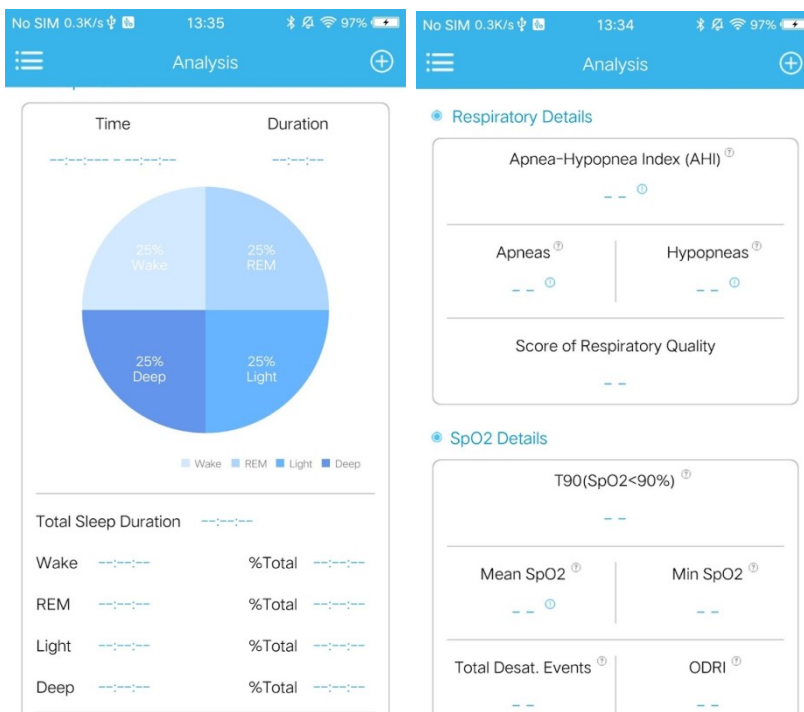 No SIM 0.3K/s 13:35 97%
Analysis
Time Duration
--:--:-- - --:--:-- --:--:--
25% 25%
Wake REM
25% 25%
Deep Light
Wake REM Light Deep
Total Sleep Duration --:--:--
Wake --:--:-- %Total --:--:--
REM --:--:-- %Total --:--:--
Light --:--:-- %Total --:--:--
Deep --:--:-- %Total --:--:--
No SIM 0.3K/s 13:34 97%
Analysis
Respiratory Details
Apnea-Hypopnea Index (AHI) ?
-- !
Apneas ? Hypopneas ?
-- ! -- !
Score of Respiratory Quality
--
SpO2 Details
T90(SpO2<90%) ?
--
Mean SpO2 ? Min SpO2 ?
-- ! --
Total Desat. Events ? ODRI ?
-- --